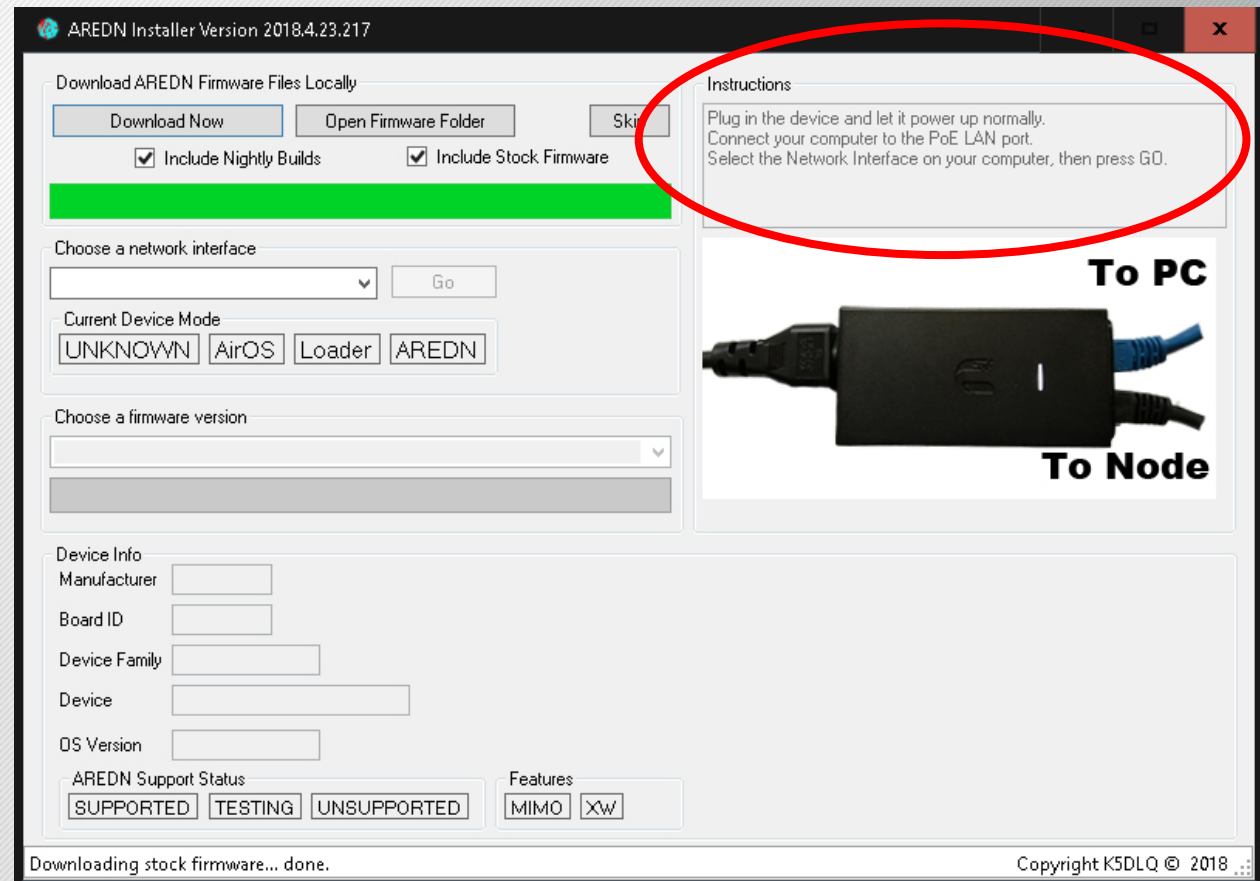 AREDN Installer Version 2018.4.23.217
Download AREDN Firmware Files Locally
Download Now
Open Firmware Folder
Skip
Include Nightly Builds
Include Stock Firmware
Instructions
Plug in the device and let it power up normally.
Connect your computer to the PoE LAN port.
Select the Network Interface on your computer, then press GO.
Choose a network interface
Go
Current Device Mode
UNKNOWN
AirOS
Loader
AREDN
To PC
To Node
Choose a firmware version
Device Info
Manufacturer
Board ID
Device Family
Device
OS Version
AREDN Support Status
SUPPORTED
TESTING
UNSUPPORTED
Features
MIMO
XW
Downloading stock firmware... done.
Copyright K5DLQ © 2018